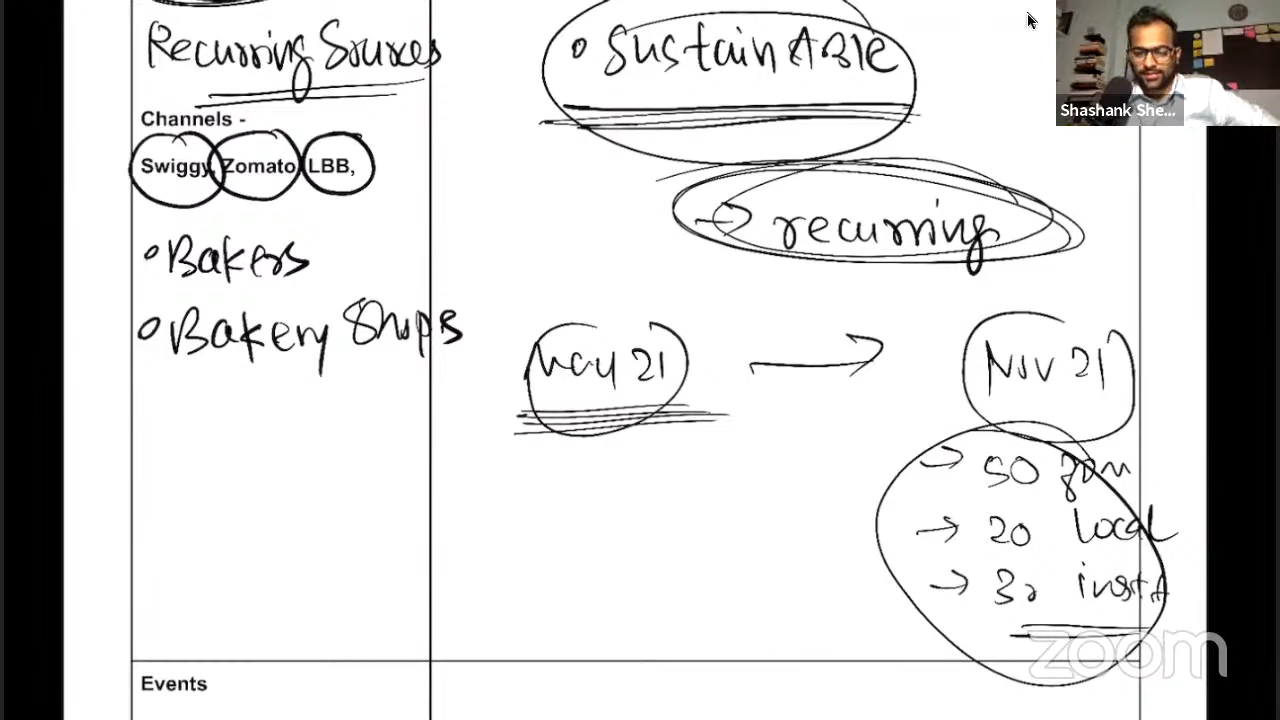 Recurring Sources
Channels -
Swiggy, Zomato, LBB,
• Bakers
• Bakery Shops
• SustainABle
→ recurring
May 21 → Nov 21
→ 50 zom
→ 20 local
→ 30 instA
Events
Shashank She...
zoom